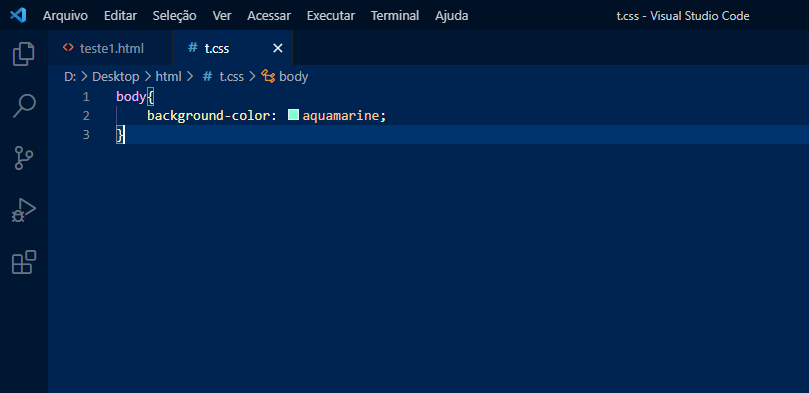 Arquivo Editar Seleção Ver Acessar Executar Terminal Ajuda t.css - Visual Studio Code
<> teste1.html # t.css ×
D: > Desktop > html > # t.css > body
1 body{
2 background-color: aquamarine;
3 }